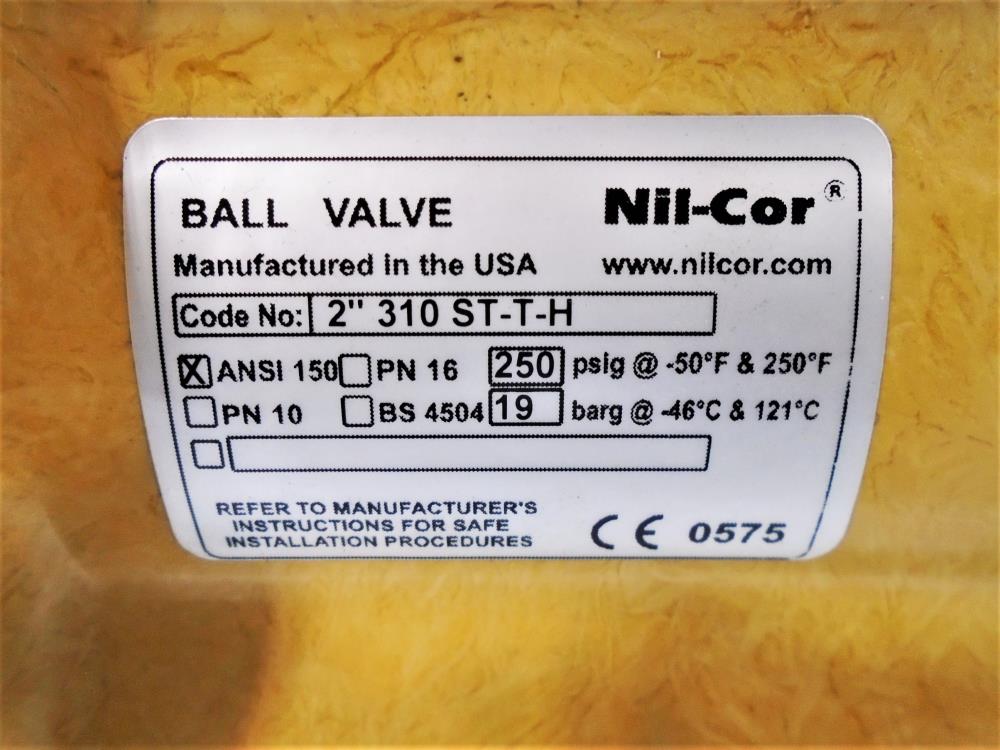 BALL VALVE Nil-Cor®
Manufactured in the USA www.nilcor.com
Code No: 2" 310 ST-T-H
X ANSI 150 PN 16 250 psig @ -50°F & 250°F
PN 10 BS 4504 19 barg @ -46°C & 121°C
REFER TO MANUFACTURER'S
INSTRUCTIONS FOR SAFE
INSTALLATION PROCEDURES
CE 0575